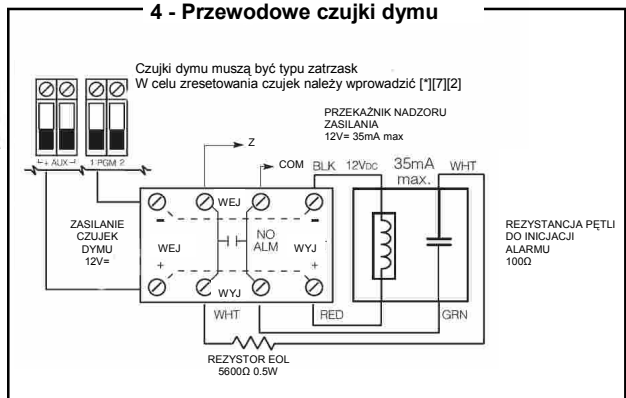 4 - Przewodowe czujki dymu
Czujki dymu muszą być typu zatrzask
W celu zresetowania czujek należy wprowadzić [*][7][2]
PRZEKAŹNIK NADZORU
ZASILANIA
12V= 35mA max
+ AUX - 1 PGM 2
Z
COM BLK 12VDC 35mA WHT
max.
WEJ
ZASILANIE
CZUJEK
DYMU
12V=
WEJ
NO
ALM
WYJ
REZYSTANCJA PĘTLI
DO INICJACJI
ALARMU
100Ω
- -
+ +
WYJ
WHT RED GRN
REZYSTOR EOL
5600Ω 0.5W